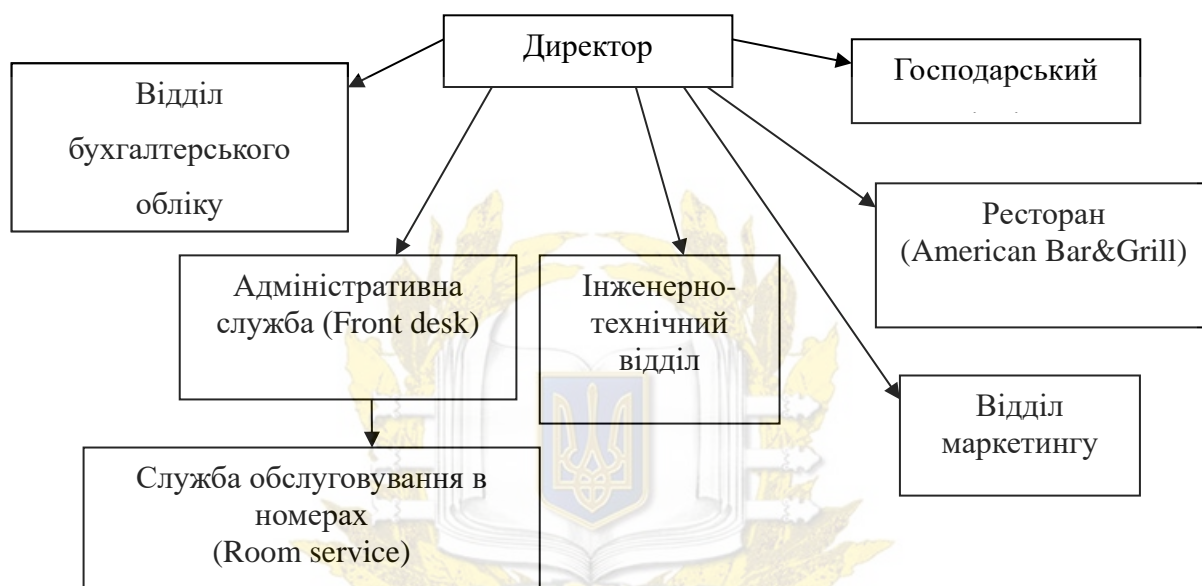 Директор
Господарський
Відділ
бухгалтерського
обліку
Ресторан
(American Bar&Grill)
Адміністративна
служба (Front desk)
Інженерно-
технічний
відділ
Відділ
маркетингу
Служба обслуговування в
номерах
(Room service)